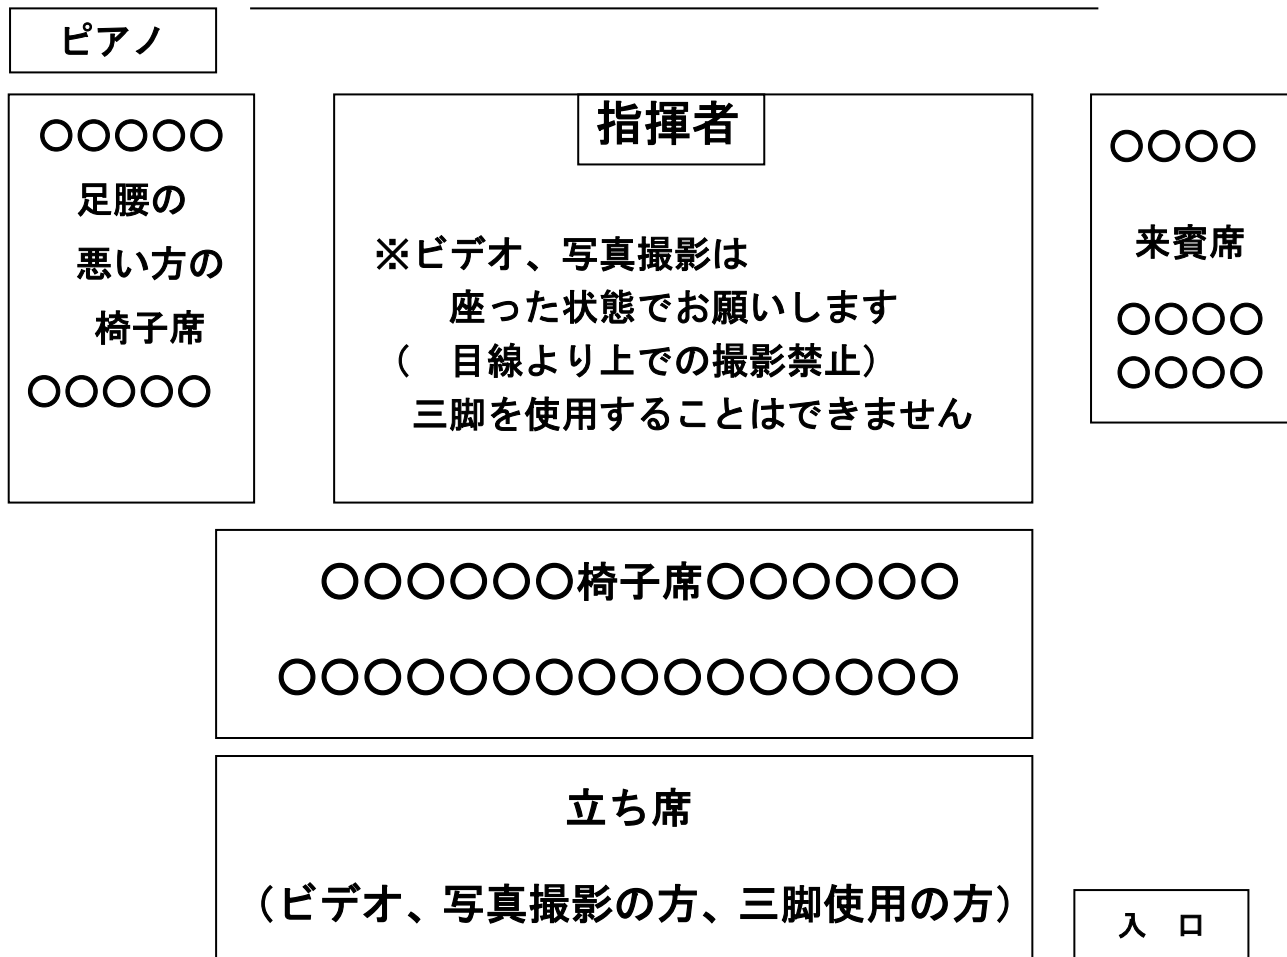 ピアノ
○○○○○
足腰の
悪い方の
椅子席
○○○○○
指揮者
※ビデオ、写真撮影は
座った状態でお願いします
（　目線より上での撮影禁止）
三脚を使用することはできません
○○○○
来賓席
○○○○
○○○○
○○○○○○椅子席○○○○○○
○○○○○○○○○○○○○○○○
立ち席
（ビデオ、写真撮影の方、三脚使用の方）
入　口